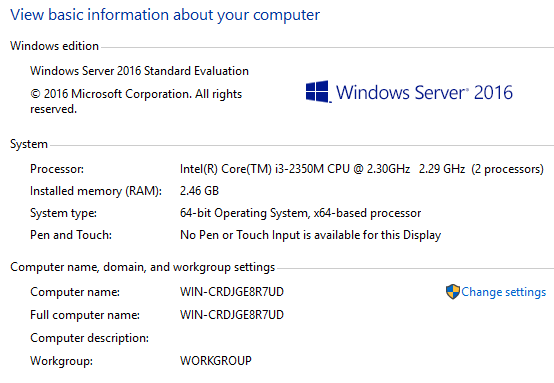 View basic information about your computer
Windows edition
Windows Server 2016 Standard Evaluation
© 2016 Microsoft Corporation. All rights
reserved.
Windows Server® 2016
System
Processor: Intel(R) Core(TM) i3-2350M CPU @ 2.30GHz 2.29 GHz (2 processors)
Installed memory (RAM): 2.46 GB
System type: 64-bit Operating System, x64-based processor
Pen and Touch: No Pen or Touch Input is available for this Display
Computer name, domain, and workgroup settings
Computer name: WIN-CRDJGE8R7UD Change settings
Full computer name: WIN-CRDJGE8R7UD
Computer description:
Workgroup: WORKGROUP